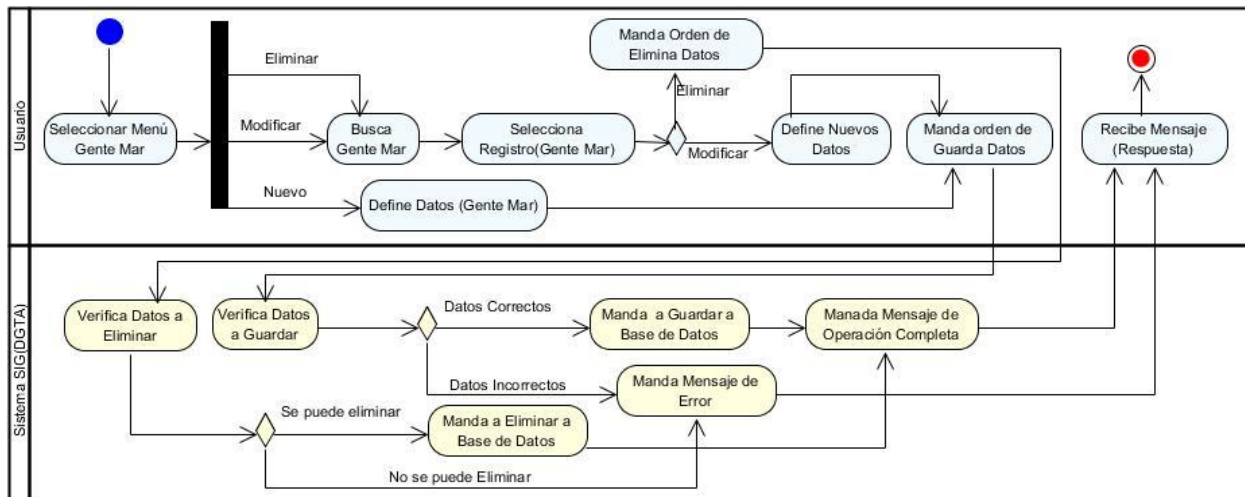 Usuario
Seleccionar Menú
Gente Mar
Eliminar
Modificar
Nuevo
Busca
Gente Mar
Define Datos (Gente Mar)
Selecciona
Registro(Gente Mar)
Manda Orden de
Elimina Datos
Eliminar
Modificar
Define Nuevos
Datos
Manda orden de
Guarda Datos
Recibe Mensaje
(Respuesta)
Sistema SIG(DGTA)
Verifica Datos a
Eliminar
Verifica Datos
a Guardar
Datos Correctos
Manda a Guardar a
Base de Datos
Manada Mensaje de
Operación Completa
Datos Incorrectos
Manda Mensaje de
Error
Se puede eliminar
Manda a Eliminar a
Base de Datos
No se puede Eliminar